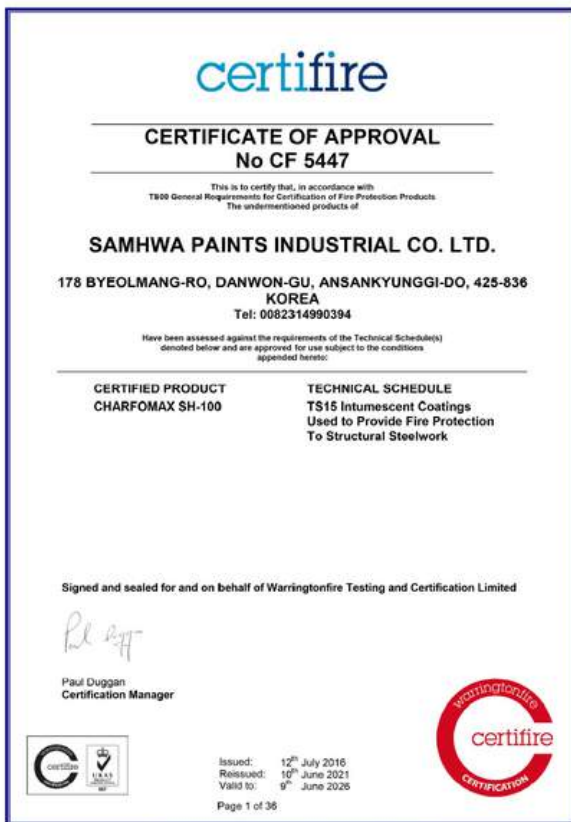 certifire
CERTIFICATE OF APPROVAL
No CF 5447
This is to certify that, in accordance with
TS00 General Requirements for Certification of Fire Protection Products
The undermentioned products of
SAMHWA PAINTS INDUSTRIAL CO. LTD.
178 BYEOLMANG-RO, DANWON-GU, ANSANKYUNGGI-DO, 425-836
KOREA
Tel: 0082314990394
Have been assessed against the requirements of the Technical Schedule(s)
denoted below and are approved for use subject to the conditions
appended hereto:
CERTIFIED PRODUCT
CHARFOMAX SH-100
TECHNICAL SCHEDULE
TS15 Intumescent Coatings
Used to Provide Fire Protection
To Structural Steelwork
Signed and sealed for and on behalf of Warringtonfire Testing and Certification Limited
Paul Duggan
Paul Duggan
Certification Manager
certifire
UKAS
Issued: 12th July 2016
Reissued: 10th June 2021
Valid to: 9th June 2026
Page 1 of 36
warringtonfire
certifire
CERTIFICATION